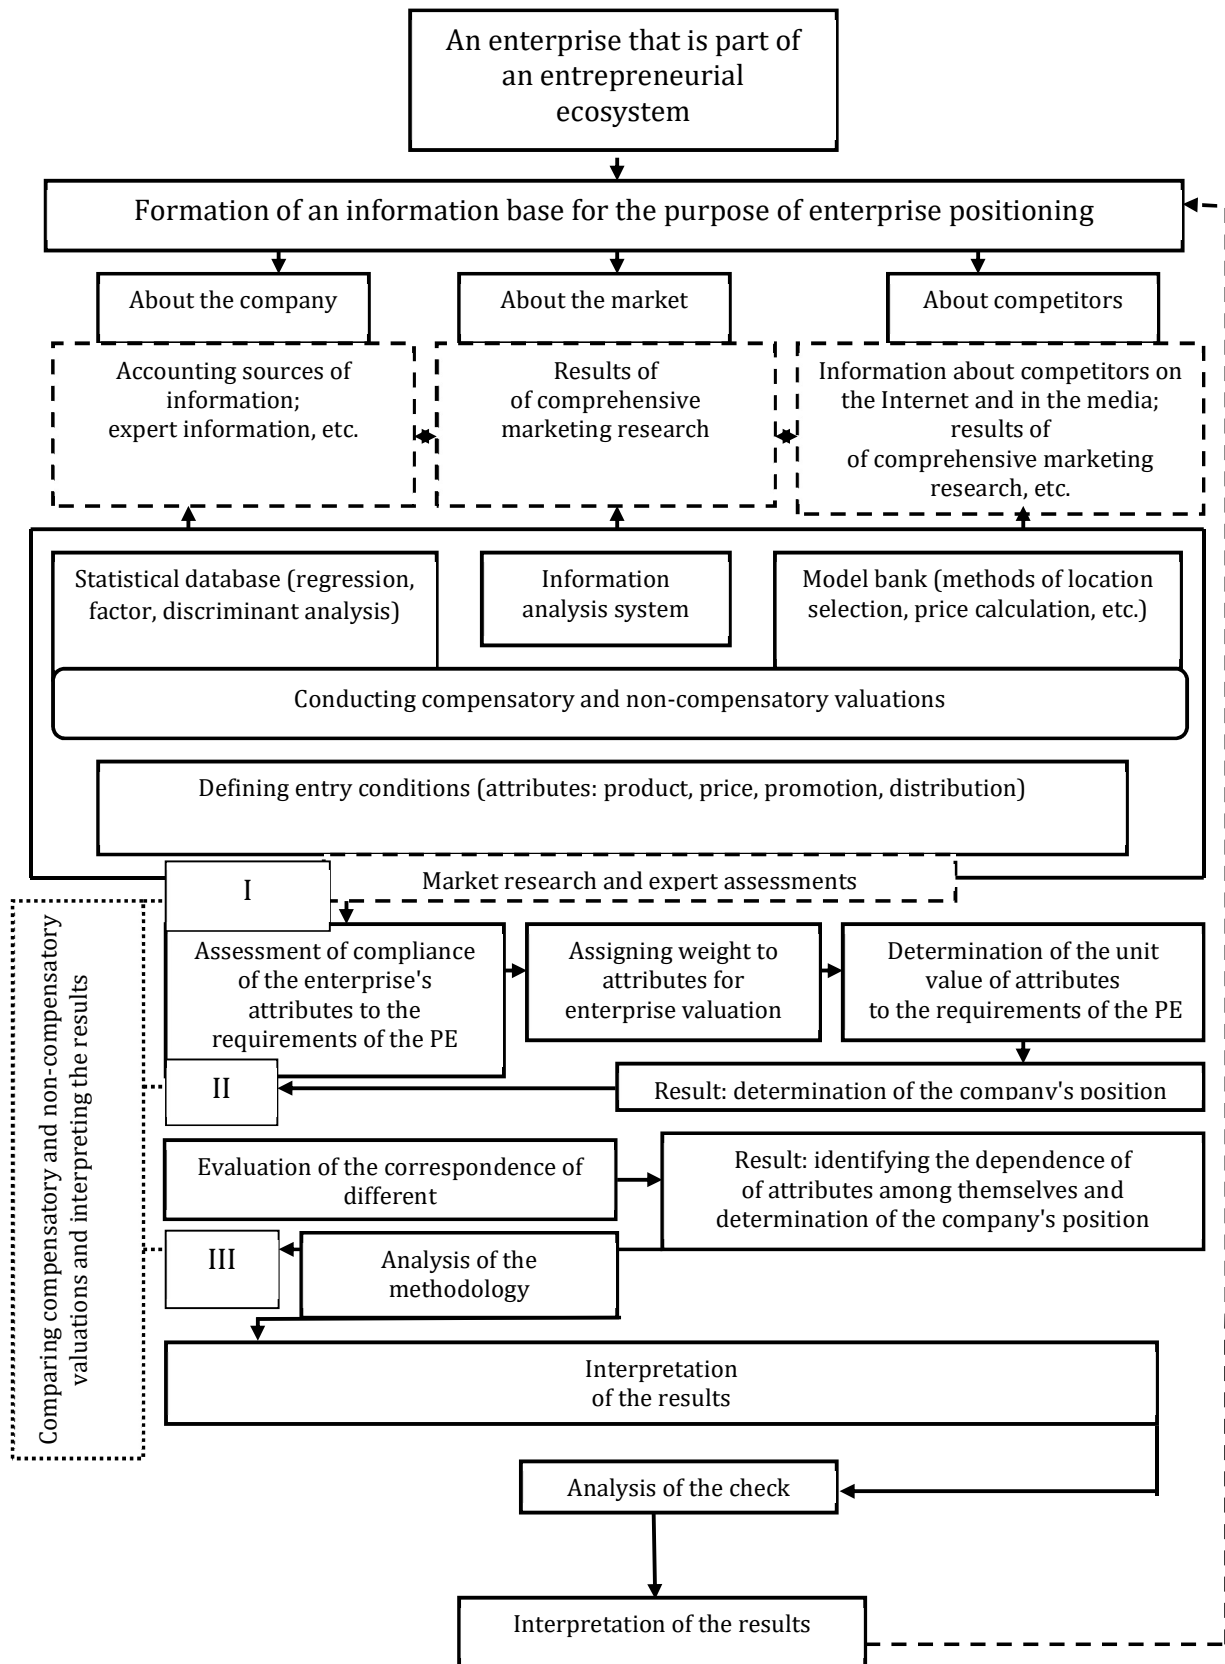 An enterprise that is part of
an entrepreneurial
ecosystem
Formation of an information base for the purpose of enterprise positioning
About the company
About the market
About competitors
Accounting sources of
information;
expert information, etc.
Results of
of comprehensive
marketing research
Information about competitors on
the Internet and in the media;
results of
of comprehensive marketing
research, etc.
Statistical database (regression,
factor, discriminant analysis)
Information
analysis system
Model bank (methods of location
selection, price calculation, etc.)
Conducting compensatory and non-compensatory valuations
Defining entry conditions (attributes: product, price, promotion, distribution)
I
Market research and expert assessments
Comparing compensatory and non-compensatory
valuations and interpreting the results
Assessment of compliance
of the enterprise's
attributes to the
requirements of the PE
Assigning weight to
attributes for
enterprise valuation
Determination of the unit
value of attributes
to the requirements of the PE
II
Result: determination of the company's position
Evaluation of the correspondence of
different
Result: identifying the dependence of
of attributes among themselves and
determination of the company's position
III
Analysis of the
methodology
Interpretation
of the results
Analysis of the check
Interpretation of the results